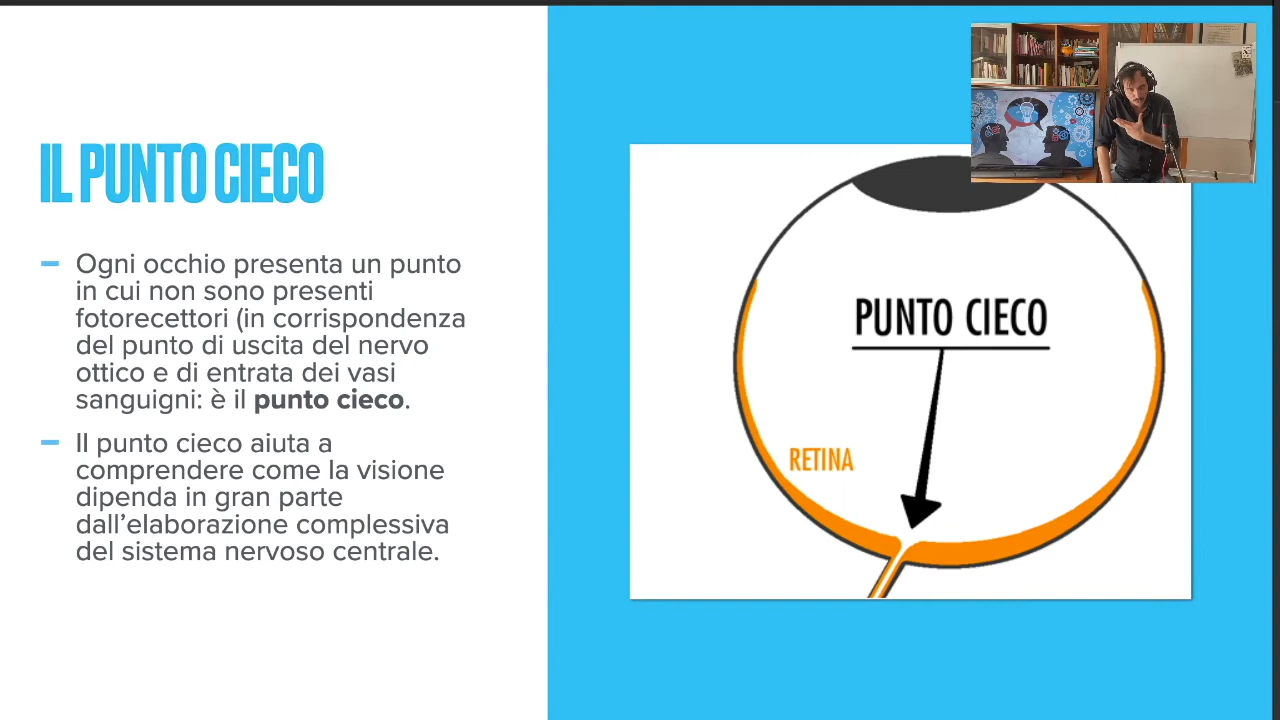 IL PUNTO CIECO
Ogni occhio presenta un punto
in cui non sono presenti
fotorecettori (in corrispondenza
del punto di uscita del nervo
ottico e di entrata dei vasi
sanguigni: è il punto cieco.
Il punto cieco aiuta a
comprendere come la visione
dipenda in gran parte
dall’elaborazione complessiva
del sistema nervoso centrale.
PUNTO CIECO
RETINA